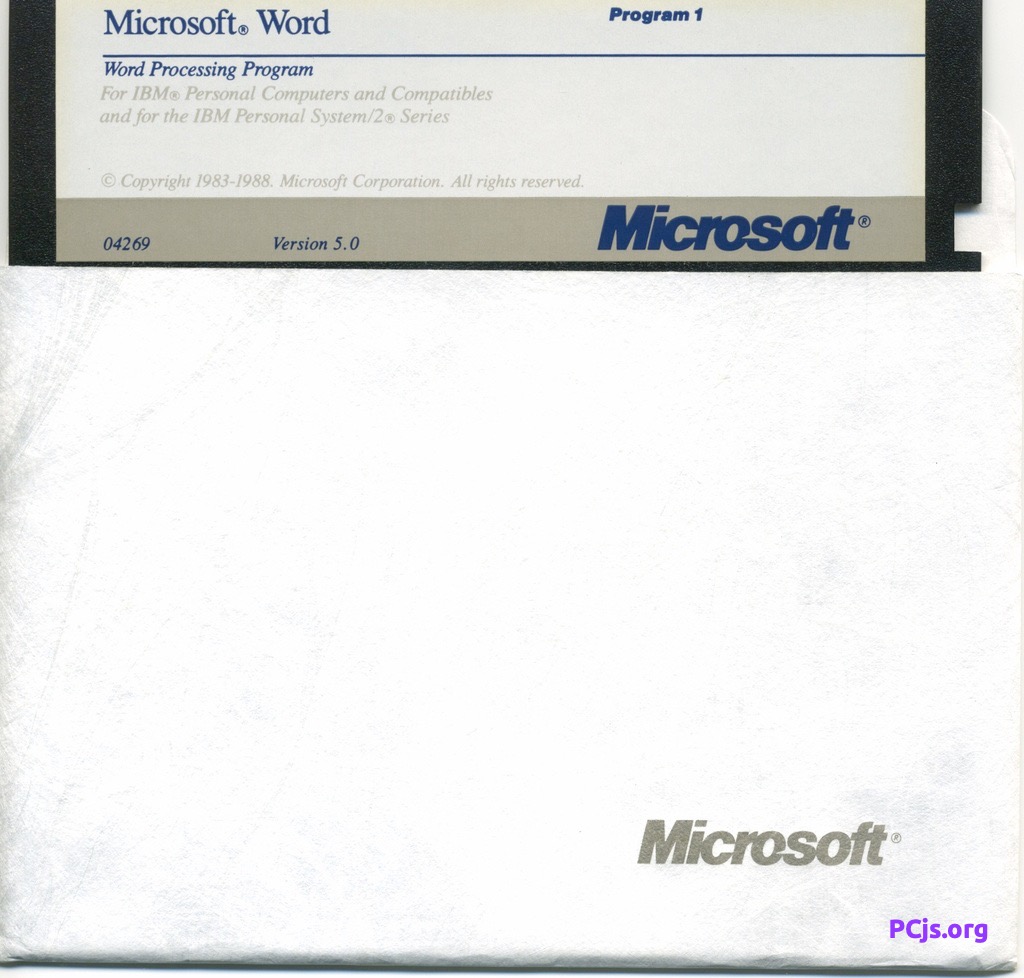 Microsoft® Word
Program 1
Word Processing Program
For IBM® Personal Computers and Compatibles
and for the IBM Personal System/2® Series
© Copyright 1983-1988. Microsoft Corporation. All rights reserved.
04269
Version 5.0
Microsoft®
Microsoft®
PCjs.org